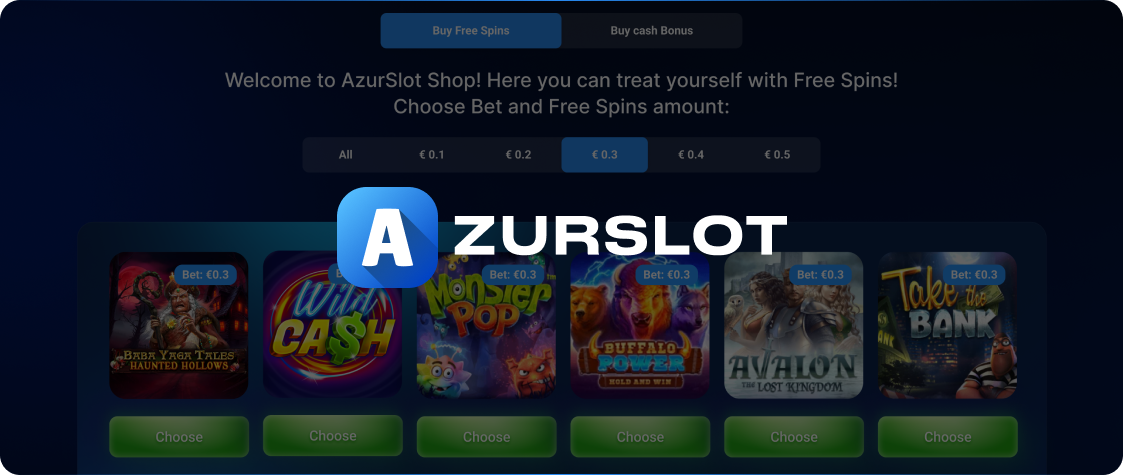 Buy Free Spins
Buy cash Bonus
Welcome to AzurSlot Shop! Here you can treat yourself with Free Spins!
Choose Bet and Free Spins amount:
All € 0.1 € 0.2 € 0.3 € 0.4 € 0.5
AZURSLOT
Bet: €0.3
BABA YAGA TALES
HAUNTED HOLLOWS
Choose
Wild
CA$H
Choose
Bet: €0.3
Monster
POP
Choose
Bet: €0.3
BUFFALO
POWER
HOLD AND WIN
Choose
Bet: €0.3
AVALON
THE LOST KINGDOM
Choose
Bet: €0.3
Take the
BANK
BANK
Choose